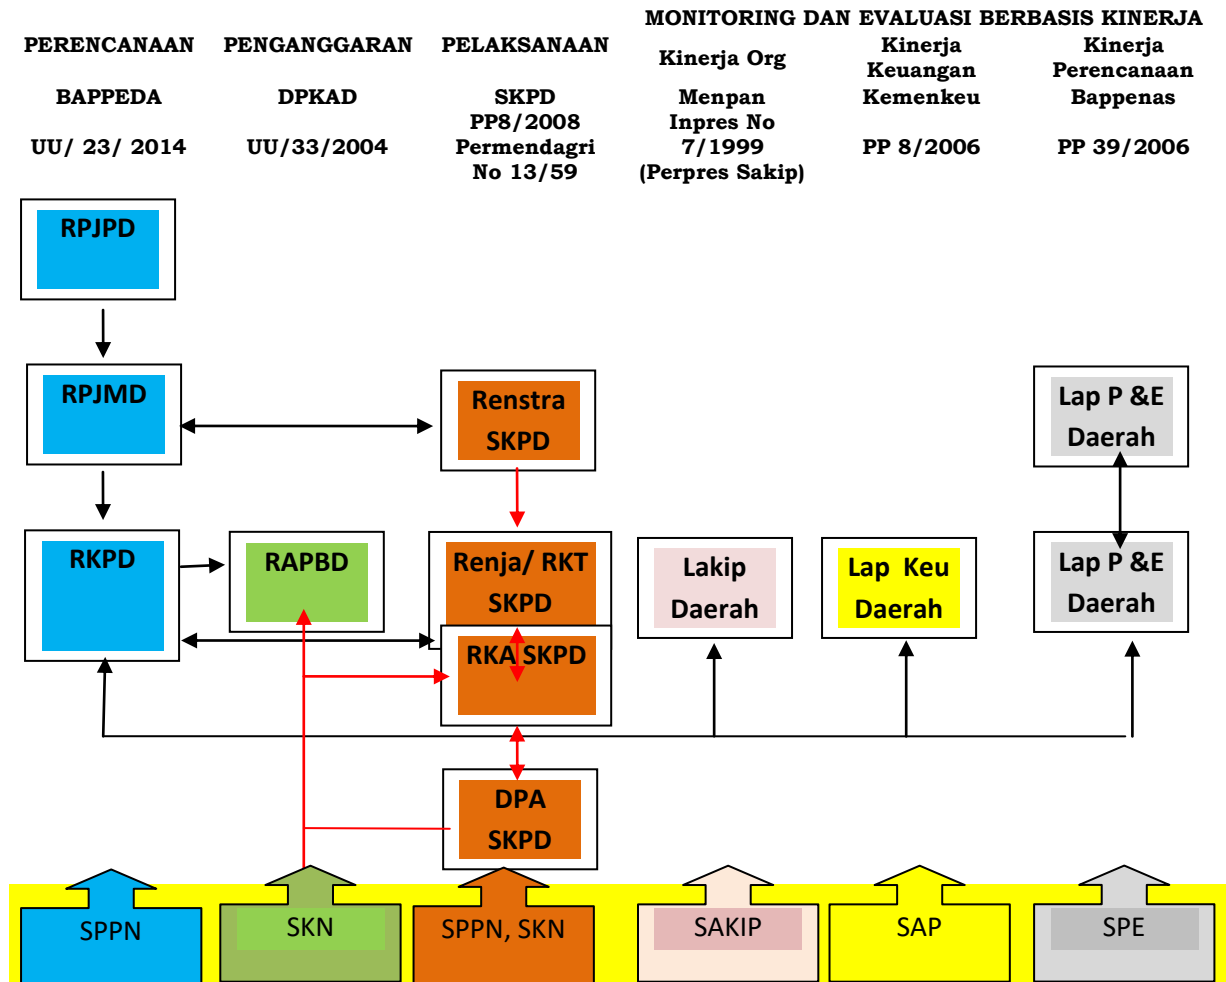 MONITORING DAN EVALUASI BERBASIS KINERJA
PERENCANAAN
PENGANGGARAN
PELAKSANAAN
Kinerja Org
Kinerja
Keuangan
Kinerja
Perencanaan
BAPPEDA
DPKAD
SKPD
Menpan
Kemenkeu
Bappenas
UU/ 23/ 2014
UU/33/2004
PP8/2008
Permendagri
No 13/59
Inpres No
7/1999
(Perpres Sakip)
PP 8/2006
PP 39/2006
RPJPD
RPJMD
Renstra
SKPD
Lap P &E
Daerah
RKPD
RAPBD
Renja/ RKT
SKPD
Lakip
Daerah
Lap Keu
Daerah
Lap P &E
Daerah
RKA SKPD
DPA
SKPD
SPPN
SKN
SPPN, SKN
SAKIP
SAP
SPE